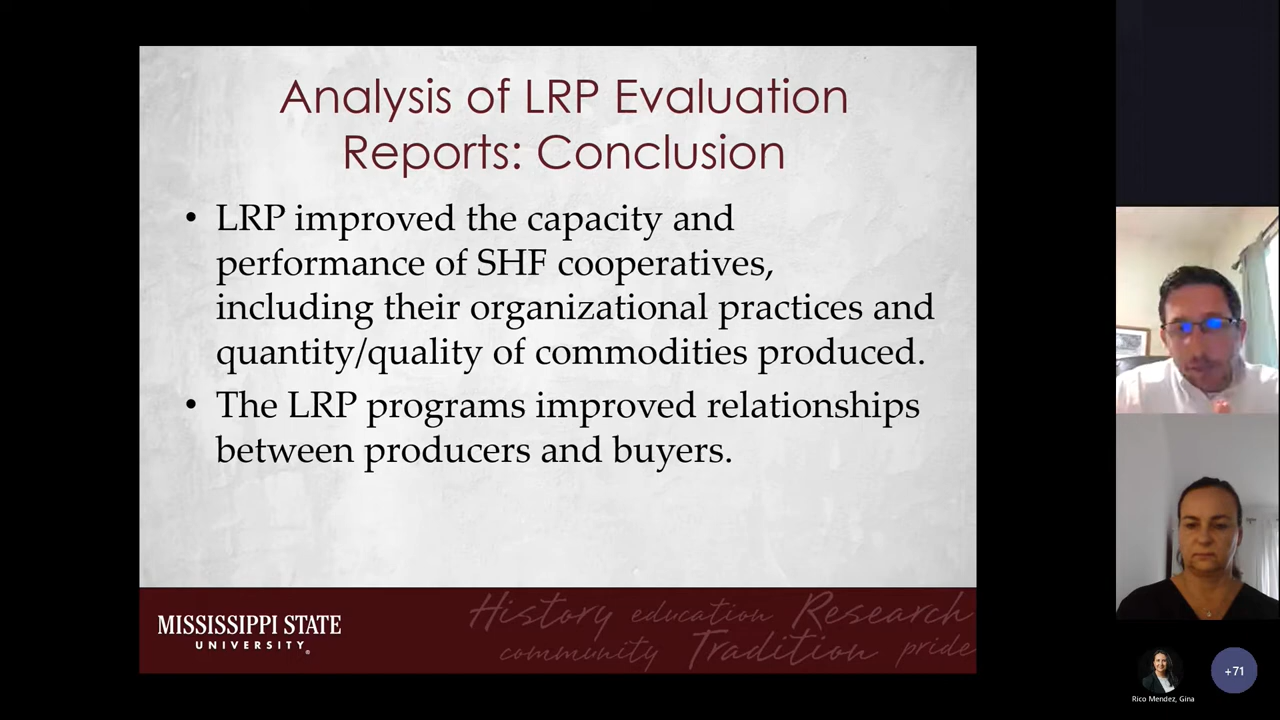 Analysis of LRP Evaluation
Reports: Conclusion
• LRP improved the capacity and
performance of SHF cooperatives,
including their organizational practices and
quantity/quality of commodities produced.
• The LRP programs improved relationships
between producers and buyers.
MISSISSIPPI STATE
UNIVERSITY®
History education Research
community Tradition pride
Rico Mendez, Gina
+71